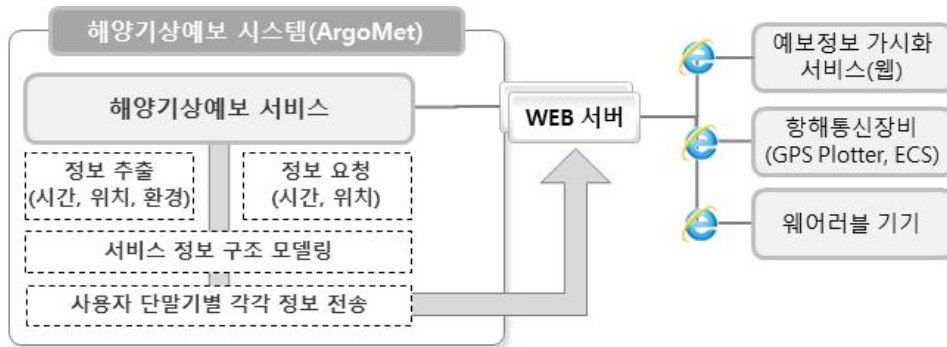 해양기상예보 시스템(ArgoMet)
해양기상예보 서비스
정보 추출
(시간, 위치, 환경)
정보 요청
(시간, 위치)
서비스 정보 구조 모델링
사용자 단말기별 각각 정보 전송
WEB 서버
예보정보 가시화
서비스(웹)
항해통신장비
(GPS Plotter, ECS)
웨어러블 기기